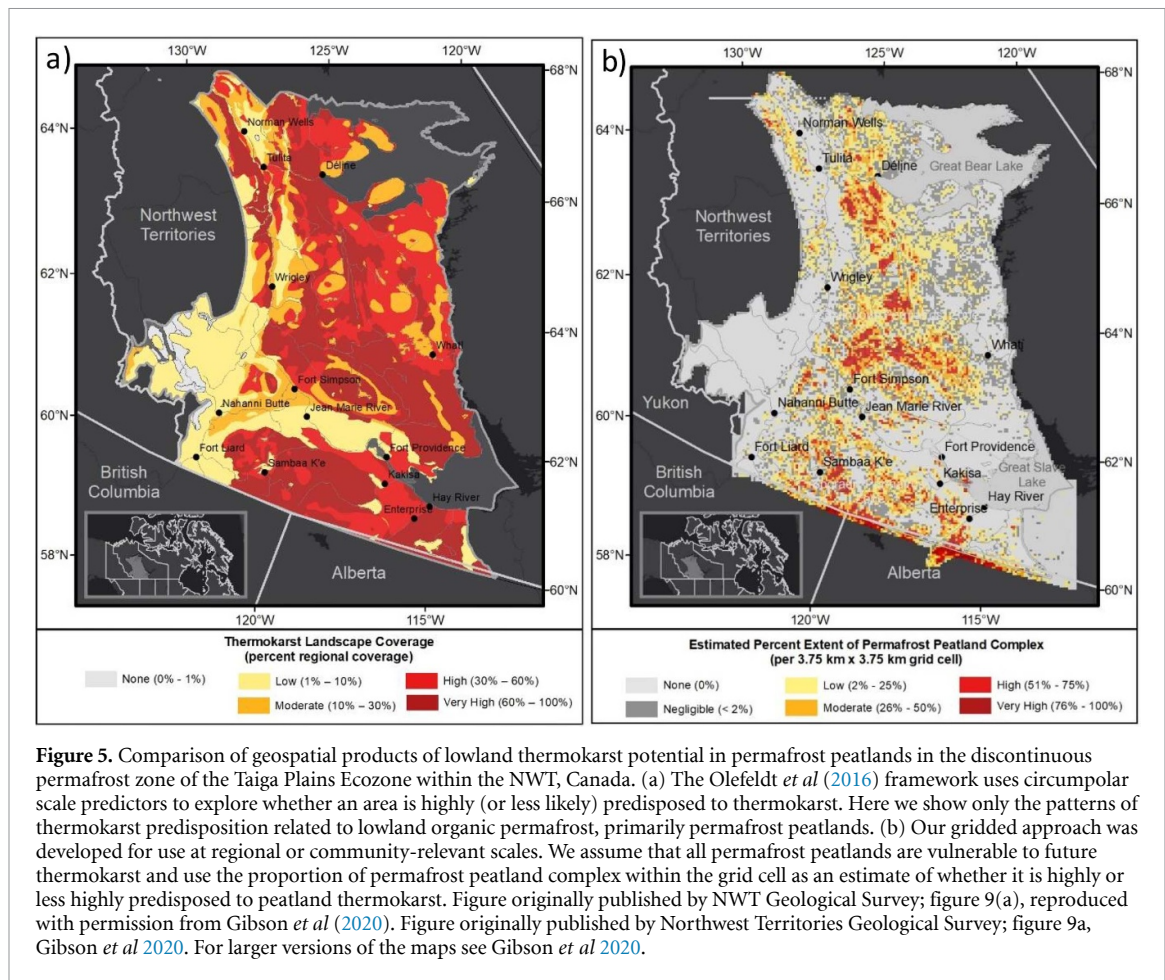 a)
130°W
125°W
120°W
68°N
64°N
Norman Wells
Tulita
Déline
Northwest
Territories
66°N
62°N
Wrigley
64°N
Whatì
Fort Simpson
60°N
Nahanni Butte
Jean Marie River
Fort Liard
Fort Providence
62°N
Sambaa K'e
Kakisa
British
Columbia
Hay River
Enterprise
58°N
Alberta
60°N
120°W
115°W
Thermokarst Landscape Coverage
(percent regional coverage)
None (0% - 1%)
Low (1% – 10%)
High (30% – 60%)
Moderate (10% – 30%)
Very High (60% – 100%)
b)
130°W
125°W
120°W
68°N
64°N
Norman Wells
Tulita
Déline
Great Bear Lake
Northwest
Territories
66°N
62°N
Wrigley
64°N
Whatì
Fort Simpson
Yukon
60°N
Nahanni Butte
Jean Marie River
Fort Liard
Fort Providence
62°N
British
Columbia
Sambaa K'e
Kakisa
Great Slave
Lake
Hay River
Enterprise
58°N
Alberta
60°N
120°W
115°W
Estimated Percent Extent of Permafrost Peatland Complex
(per 3.75 km x 3.75 km grid cell)
None (0%)
Low (2% - 25%)
High (51% - 75%)
Negligible (< 2%)
Moderate (26% - 50%)
Very High (76% - 100%)
Figure 5. Comparison of geospatial products of lowland thermokarst potential in permafrost peatlands in the discontinuous
permafrost zone of the Taiga Plains Ecozone within the NWT, Canada. (a) The Olefeldt et al (2016) framework uses circumpolar
scale predictors to explore whether an area is highly (or less likely) predisposed to thermokarst. Here we show only the patterns of
thermokarst predisposition related to lowland organic permafrost, primarily permafrost peatlands. (b) Our gridded approach was
developed for use at regional or community-relevant scales. We assume that all permafrost peatlands are vulnerable to future
thermokarst and use the proportion of permafrost peatland complex within the grid cell as an estimate of whether it is highly or
less highly predisposed to peatland thermokarst. Figure originally published by NWT Geological Survey; figure 9(a), reproduced
with permission from Gibson et al (2020). Figure originally published by Northwest Territories Geological Survey; figure 9a,
Gibson et al 2020. For larger versions of the maps see Gibson et al 2020.